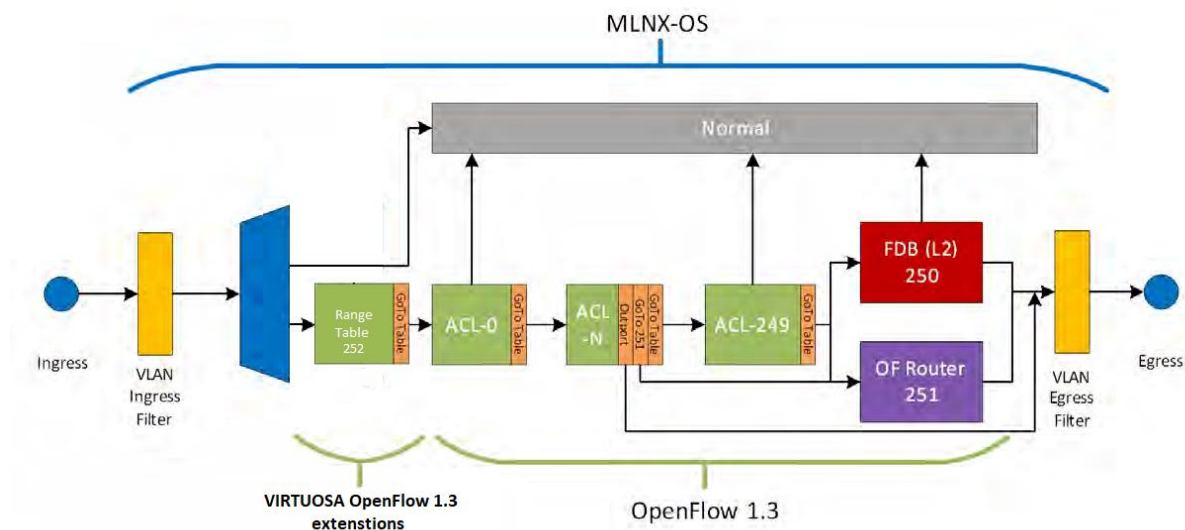 MLNX-OS
Normal
Ingress
VLAN
Ingress
Filter
Range
Table
252
GoTo Table
ACL-0
GoTo Table
ACL
-N
Outport
GoTo 251
GoTo Table
ACL-249
GoTo Table
FDB (L2)
250
OF Router
251
VLAN
Egress
Filter
Egress
VIRTUOSA OpenFlow 1.3
extenstions
OpenFlow 1.3